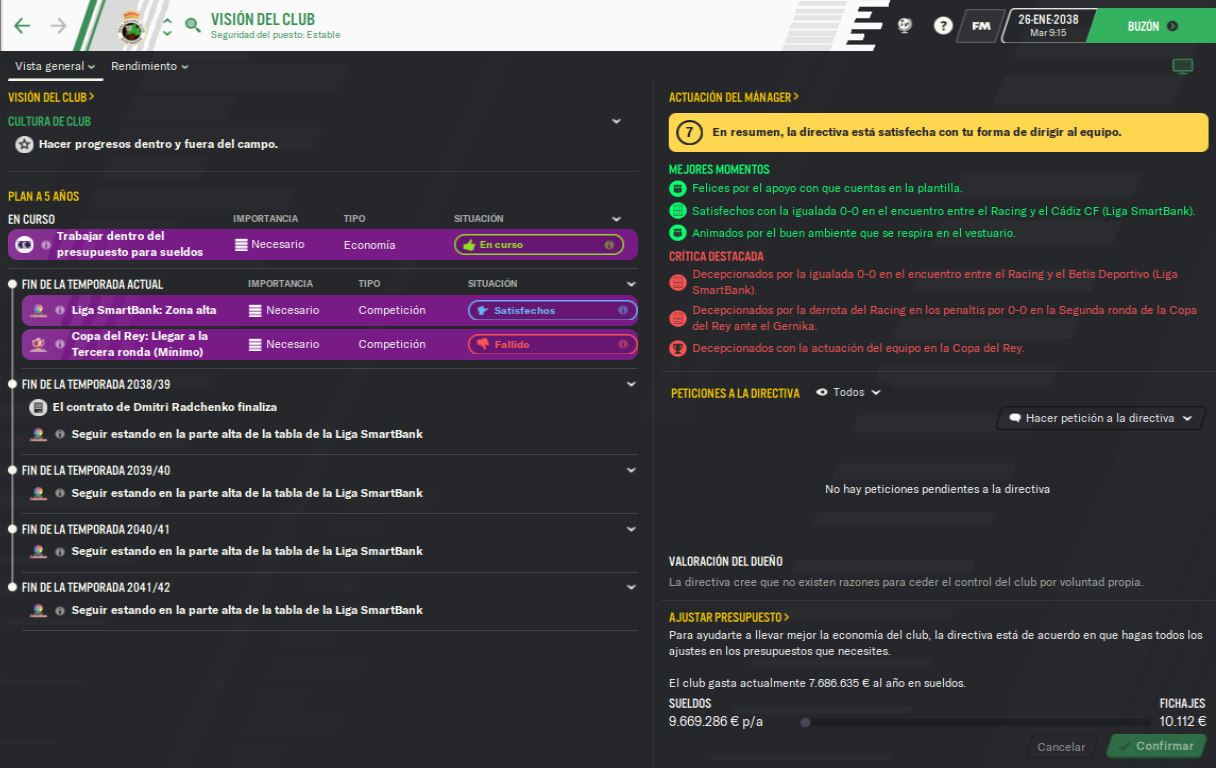 VISIÓN DEL CLUB
Seguridad del puesto: Estable
?
FM
26-ENE-2038
Mar 9:15
BUZÓN
Vista general
Rendimiento
VISIÓN DEL CLUB >
CULTURA DE CLUB
Hacer progresos dentro y fuera del campo.
PLAN A 5 AÑOS
EN CURSO IMPORTANCIA TIPO SITUACIÓN
Trabajar dentro del
presupuesto para sueldos
Necesario Economía En curso
FIN DE LA TEMPORADA ACTUAL IMPORTANCIA TIPO SITUACIÓN
Liga SmartBank: Zona alta Necesario Competición Satisfechos
Copa del Rey: Llegar a la
Tercera ronda (Mínimo)
Necesario Competición Fallido
FIN DE LA TEMPORADA 2038/39
El contrato de Dmitri Radchenko finaliza
Seguir estando en la parte alta de la tabla de la Liga SmartBank
FIN DE LA TEMPORADA 2039/40
Seguir estando en la parte alta de la tabla de la Liga SmartBank
FIN DE LA TEMPORADA 2040/41
Seguir estando en la parte alta de la tabla de la Liga SmartBank
FIN DE LA TEMPORADA 2041/42
Seguir estando en la parte alta de la tabla de la Liga SmartBank
ACTUACIÓN DEL MÁNAGER >
7 En resumen, la directiva está satisfecha con tu forma de dirigir al equipo.
MEJORES MOMENTOS
Felices por el apoyo con que cuentas en la plantilla.
Satisfechos con la igualada 0-0 en el encuentro entre el Racing y el Cádiz CF (Liga SmartBank).
Animados por el buen ambiente que se respira en el vestuario.
CRÍTICA DESTACADA
Decepcionados por la igualada 0-0 en el encuentro entre el Racing y el Betis Deportivo (Liga
SmartBank).
Decepcionados por la derrota del Racing en los penaltis por 0-0 en la Segunda ronda de la Copa
del Rey ante el Gernika.
Decepcionados con la actuación del equipo en la Copa del Rey.
PETICIONES A LA DIRECTIVA Todos
Hacer petición a la directiva
No hay peticiones pendientes a la directiva
VALORACIÓN DEL DUEÑO
La directiva cree que no existen razones para ceder el control del club por voluntad propia.
AJUSTAR PRESUPUESTO >
Para ayudarte a llevar mejor la economía del club, la directiva está de acuerdo en que hagas todos los
ajustes en los presupuestos que necesites.
El club gasta actualmente 7.686.635 € al año en sueldos.
SUELDOS FICHAJES
9.669.286 € p/a 10.112 €
Cancelar Confirmar